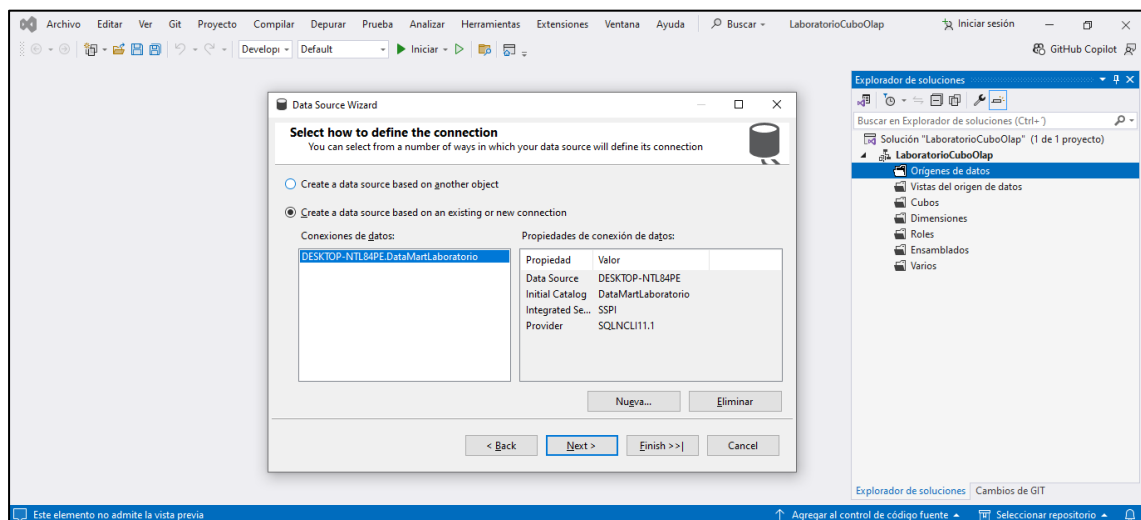 Archivo Editar Ver Git Proyecto Compilar Depurar Prueba Analizar Herramientas Extensiones Ventana Ayuda Buscar LaboratorioCuboOlap Iniciar sesión
Develop Default Iniciar GitHub Copilot
Data Source Wizard
Select how to define the connection
You can select from a number of ways in which your data source will define its connection
Create a data source based on another object
Create a data source based on an existing or new connection
Conexiones de datos: Propiedades de conexión de datos:
DESKTOP-NTL84PE.DataMartLaboratorio
Propiedad Valor
Data Source DESKTOP-NTL84PE
Initial Catalog DataMartLaboratorio
Integrated Se... SSPI
Provider SQLNCLI11.1
Nueva... Eliminar
< Back Next > Finish >>| Cancel
Explorador de soluciones
Buscar en Explorador de soluciones (Ctrl+´)
Solución "LaboratorioCuboOlap" (1 de 1 proyecto)
LaboratorioCuboOlap
Orígenes de datos
Vistas del origen de datos
Cubos
Dimensiones
Roles
Ensamblados
Varios
Explorador de soluciones Cambios de GIT
Este elemento no admite la vista previa Agregar al control de código fuente Seleccionar repositorio